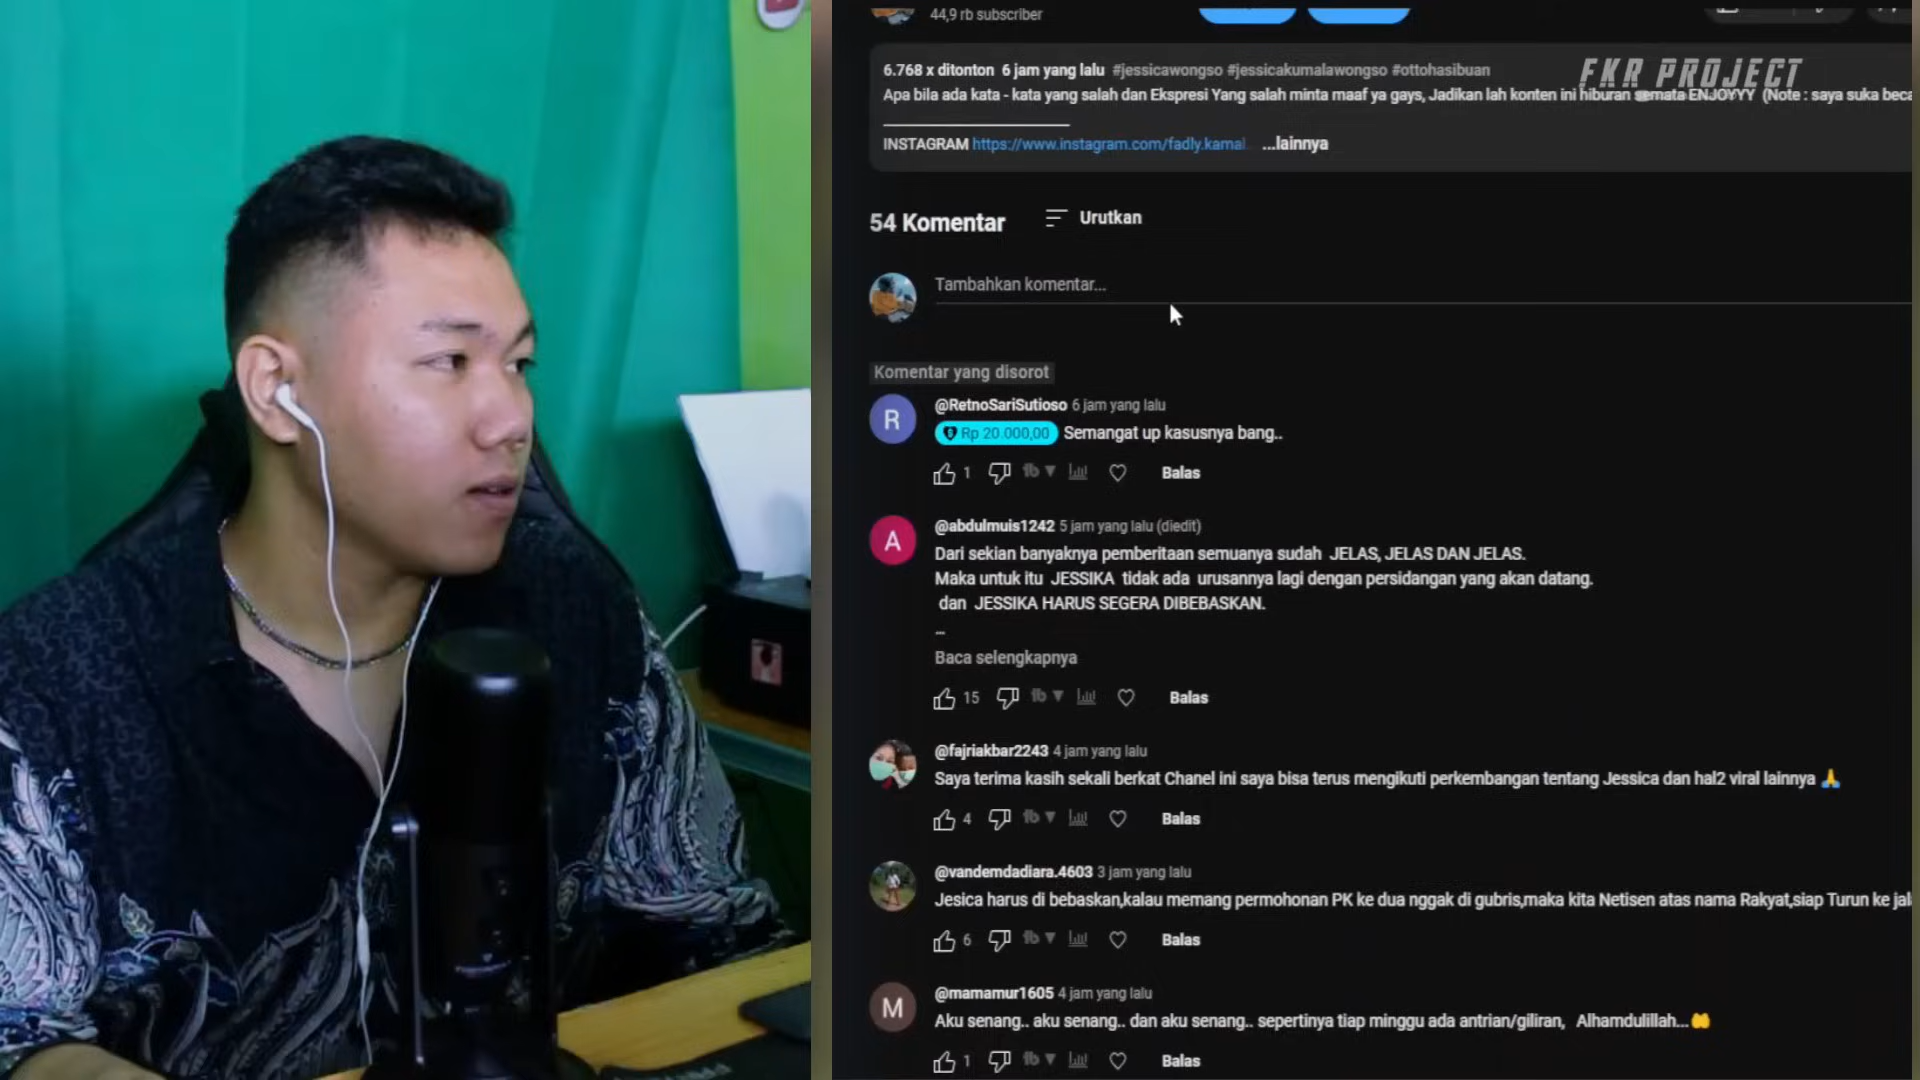 44,9 rb subscriber
FKR PROJECT
6.768 x ditonton 6 jam yang lalu #jessicawongso #jessicakumalawongso #ottohasibuan
Apa bila ada kata - kata yang salah dan Ekspresi Yang salah minta maaf ya gays, Jadikan lah konten ini hiburan semata ENJOYYY (Note : saya suka beca
INSTAGRAM https://www.instagram.com/fadly.kamal ...lainnya
54 Komentar Urutkan
Tambahkan komentar...
Komentar yang disorot
R
@RetnoSariSutioso 6 jam yang lalu
Rp 20.000,00 Semangat up kasusnya bang..
1 Balas
A
@abdulmuis1242 5 jam yang lalu (diedit)
Dari sekian banyaknya pemberitaan semuanya sudah JELAS, JELAS DAN JELAS.
Maka untuk itu JESSIKA tidak ada urusannya lagi dengan persidangan yang akan datang.
dan JESSIKA HARUS SEGERA DIBEBASKAN.
...
Baca selengkapnya
15 Balas
@fajriakbar2243 4 jam yang lalu
Saya terima kasih sekali berkat Chanel ini saya bisa terus mengikuti perkembangan tentang Jessica dan hal2 viral lainnya 🙏
4 Balas
@vandemdadiara.4603 3 jam yang lalu
Jesica harus di bebaskan,kalau memang permohonan PK ke dua nggak di gubris,maka kita Netisen atas nama Rakyat,siap Turun ke jal
6 Balas
M
@mamamur1605 4 jam yang lalu
Aku senang.. aku senang.. dan aku senang.. sepertinya tiap minggu ada antrian/giliran, Alhamdulillah...🤲
1 Balas